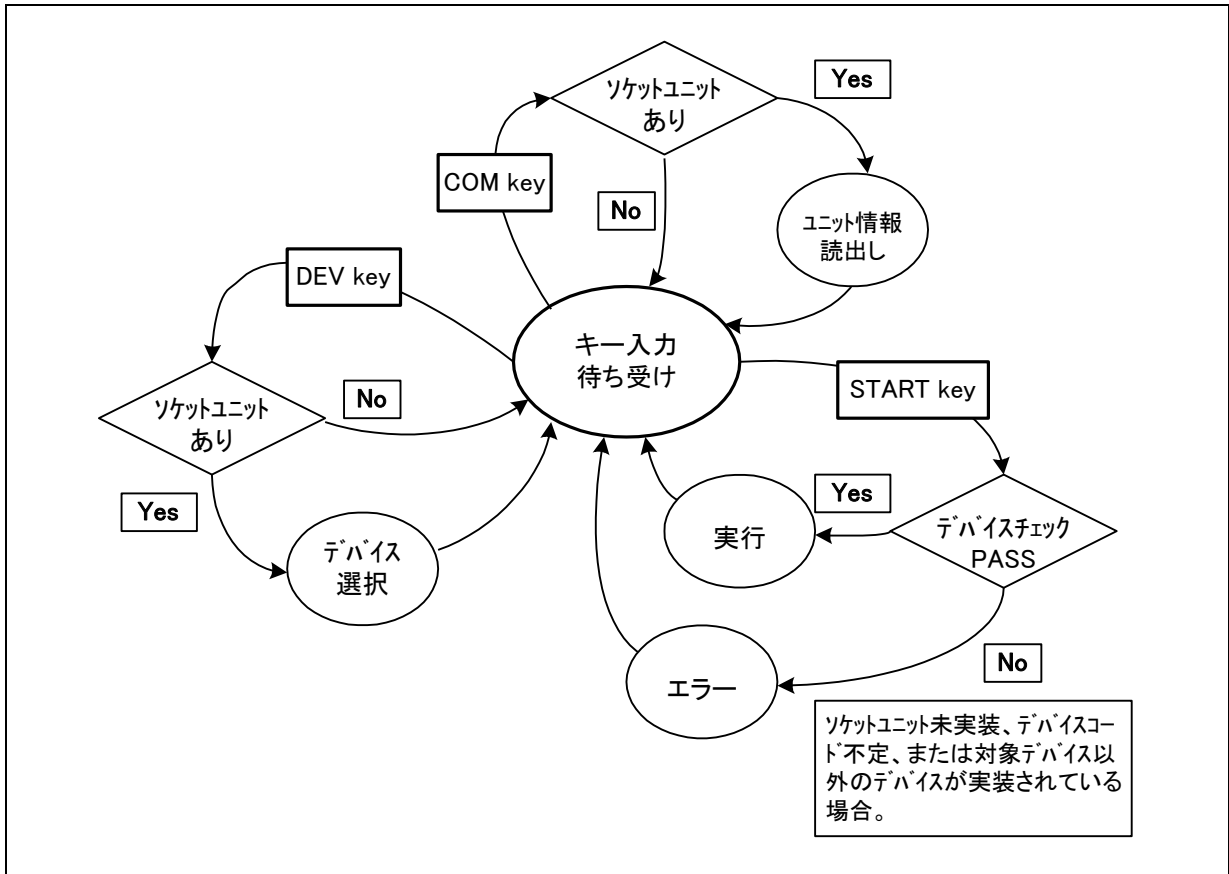 ｿｹｯﾄﾕﾆｯﾄ
あり
Yes
COM key
No
ﾕﾆｯﾄ情報
読出し
DEV key
キー入力
待ち受け
START key
ｿｹｯﾄﾕﾆｯﾄ
あり
No
Yes
ﾃﾞﾊﾞｲｽ
選択
実行
Yes
ﾃﾞﾊﾞｲｽﾁｪｯｸ
PASS
エラー
No
ｿｹｯﾄﾕﾆｯﾄ未実装、ﾃﾞﾊﾞｲｽｺｰ
ﾄﾞ不定、または対象ﾃﾞﾊﾞｲｽ以
外のﾃﾞﾊﾞｲｽが実装されている
場合。